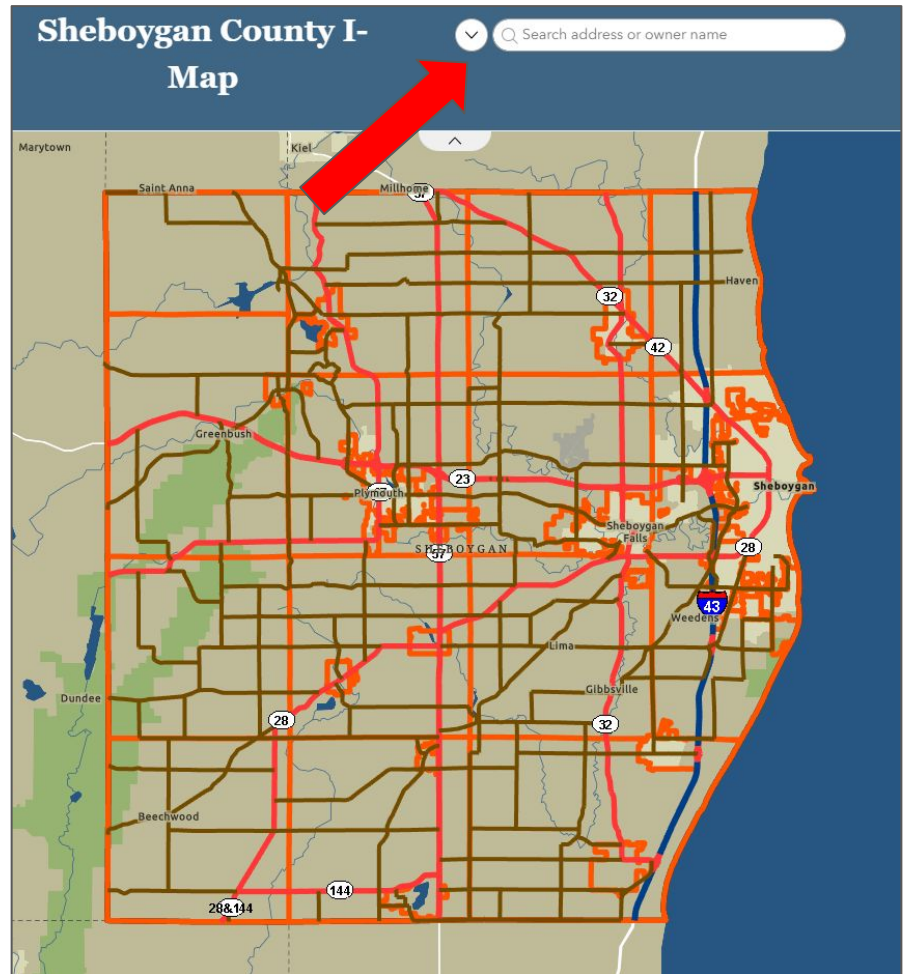 Sheboygan County I-
Map
Search address or owner name
Marytown
Kiel
Saint Anna
Millhome
57
Haven
32
42
Greenbush
23
Plymouth
Sheboygan
Sheboygan
Falls
SHEBOYGAN
57
28
43
Weedens
Lima
Gibbsville
Dundee
28
32
Beechwood
144
28&144